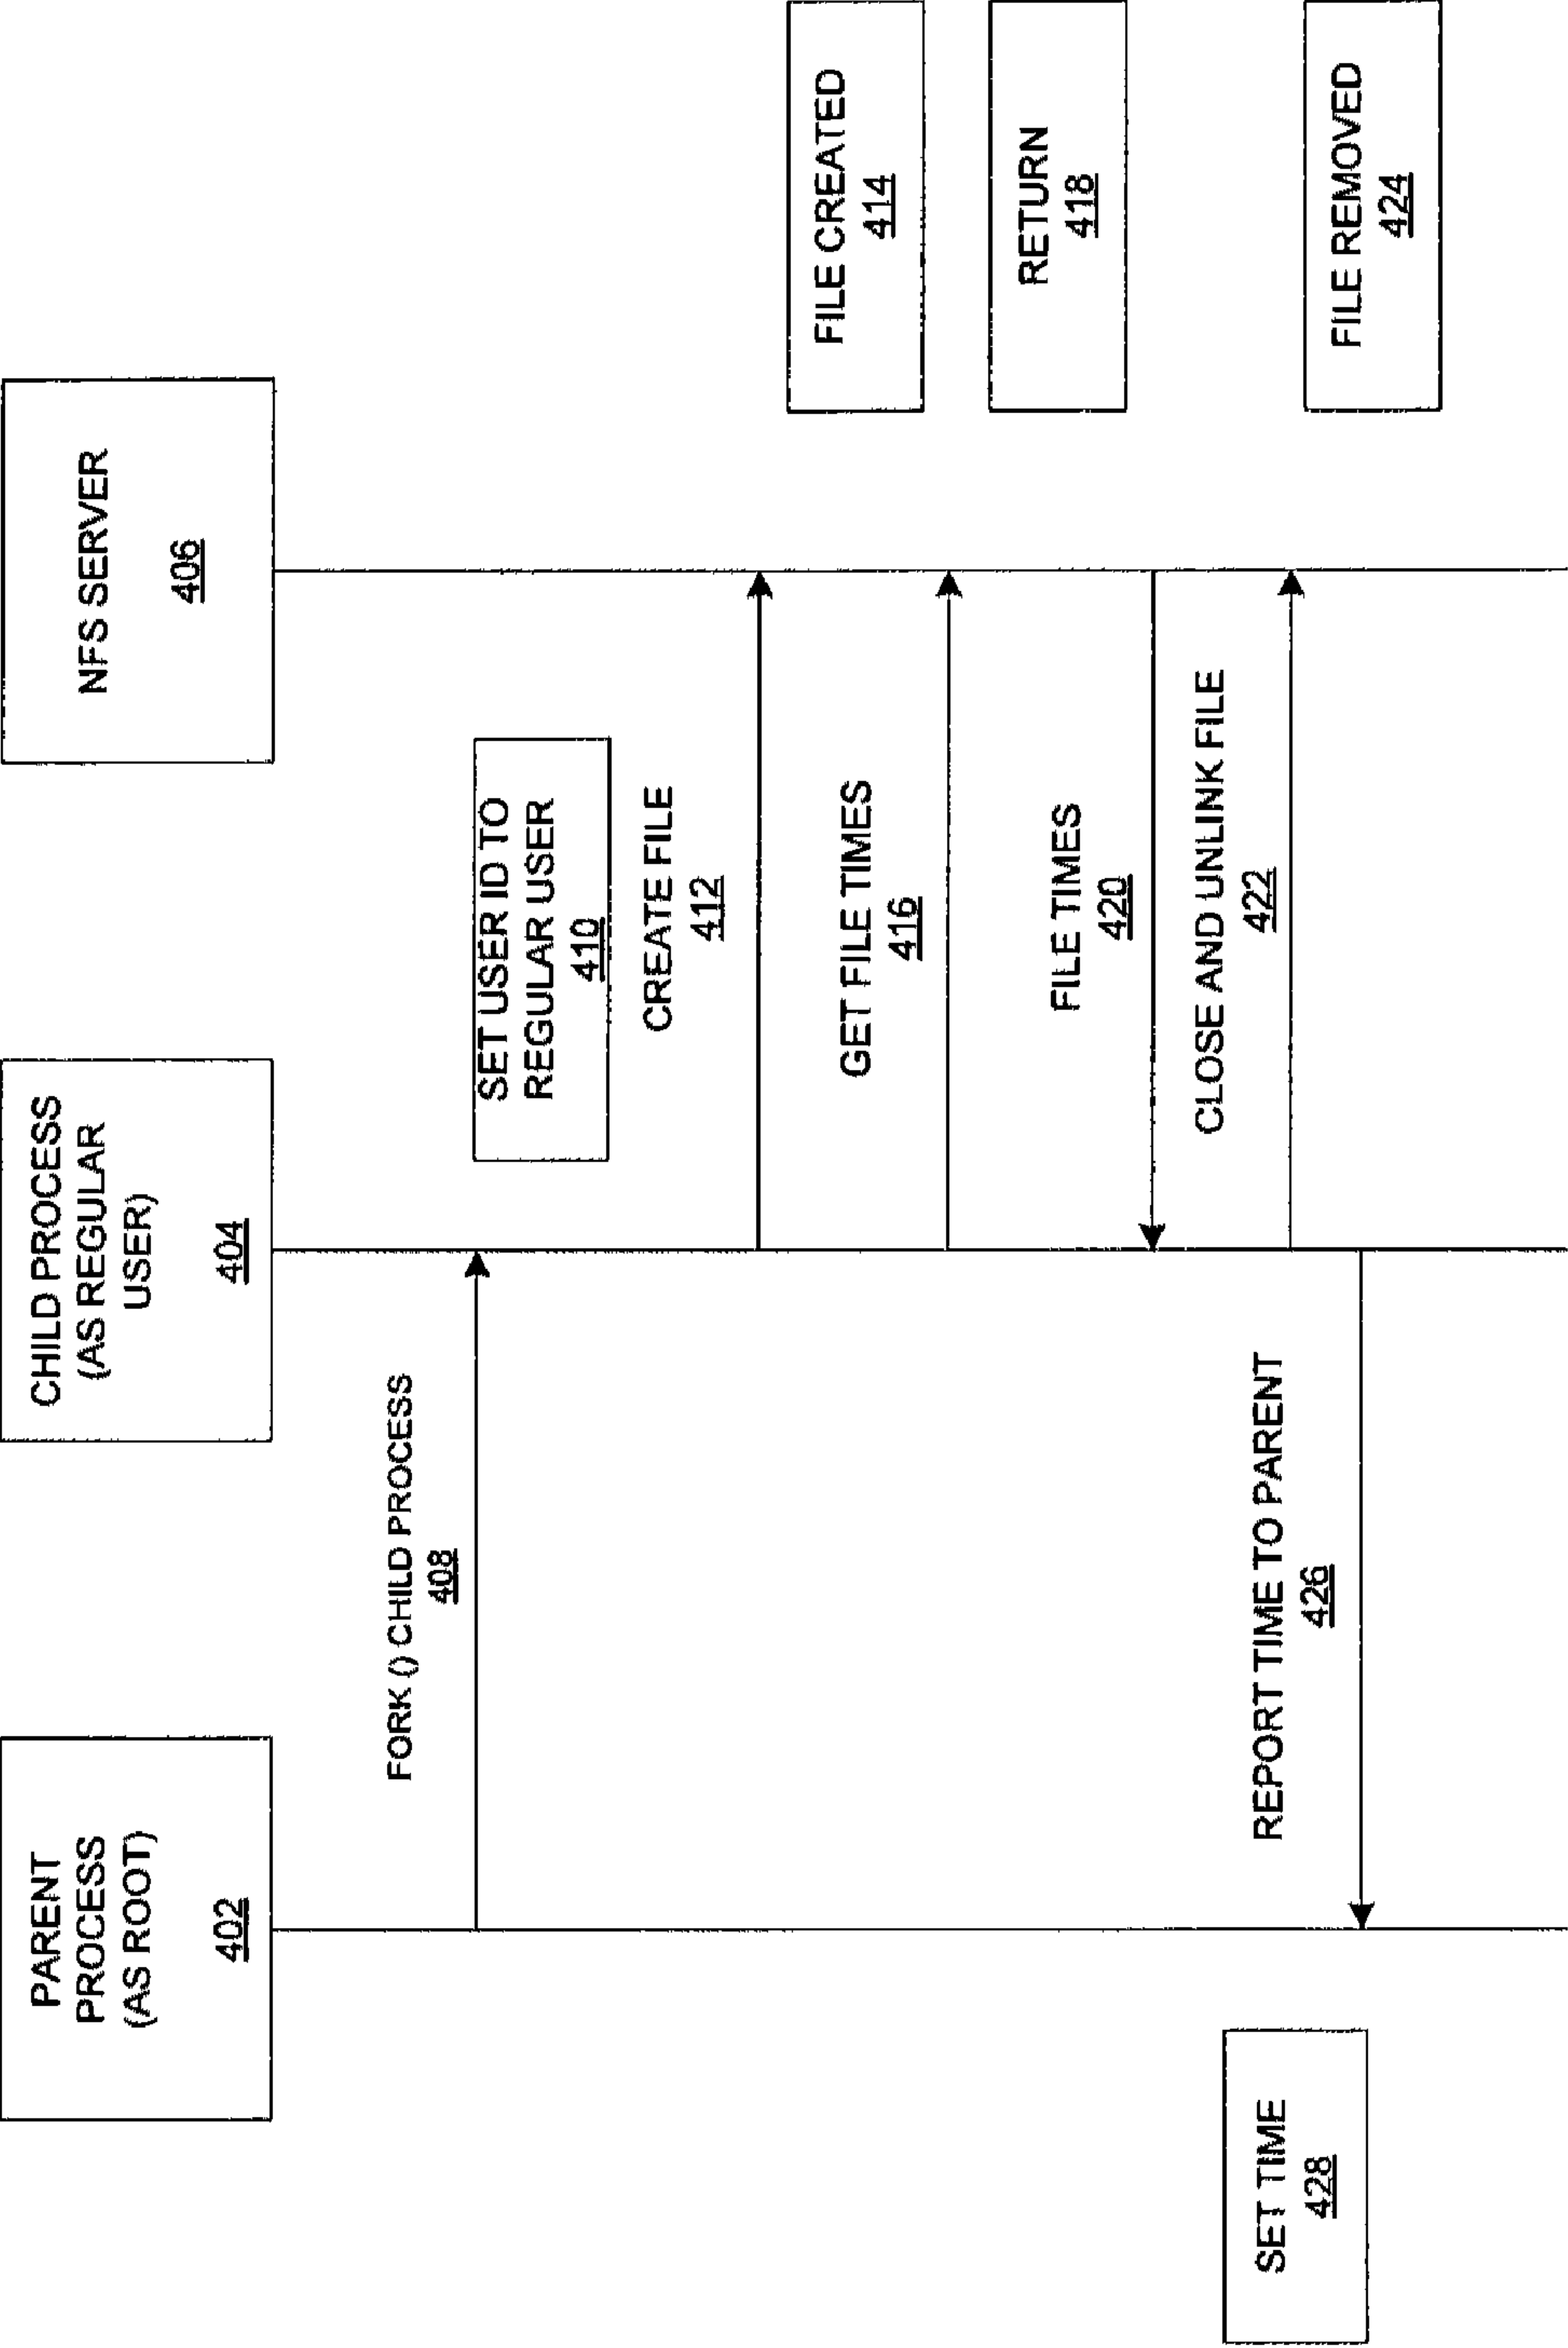 PARENT
PROCESS
(AS ROOT)
402
CHILD PROCESS
(AS REGULAR
USER)
404
NFS SERVER
406
FORK () CHILD PROCESS
408
SET USER ID TO
REGULAR USER
410
CREATE FILE
412
FILE CREATED
414
GET FILE TIMES
416
RETURN
418
FILE TIMES
420
CLOSE AND UNLINK FILE
422
FILE REMOVED
424
REPORT TIME TO PARENT
426
SET TIME
428